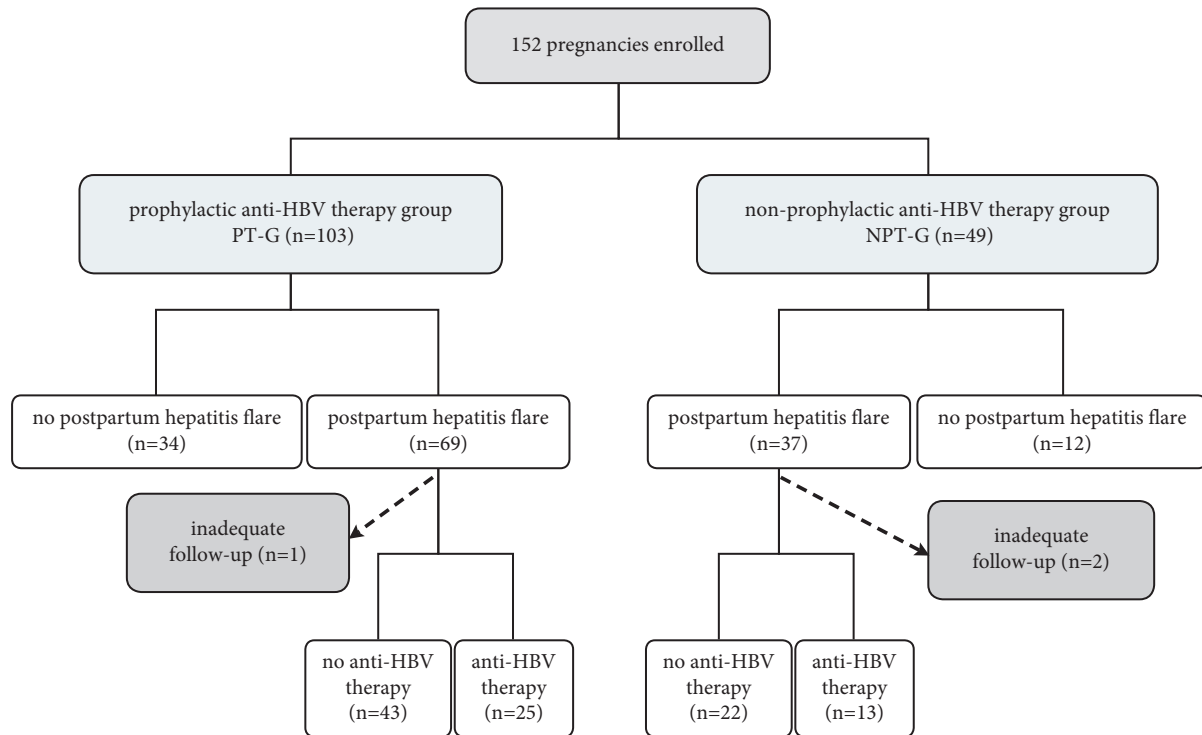 152 pregnancies enrolled
prophylactic anti-HBV therapy group
PT-G (n=103)
non-prophylactic anti-HBV therapy group
NPT-G (n=49)
no postpartum hepatitis flare
(n=34)
postpartum hepatitis flare
(n=69)
postpartum hepatitis flare
(n=37)
no postpartum hepatitis flare
(n=12)
inadequate
follow-up (n=1)
inadequate
follow-up (n=2)
no anti-HBV
therapy
(n=43)
anti-HBV
therapy
(n=25)
no anti-HBV
therapy
(n=22)
anti-HBV
therapy
(n=13)